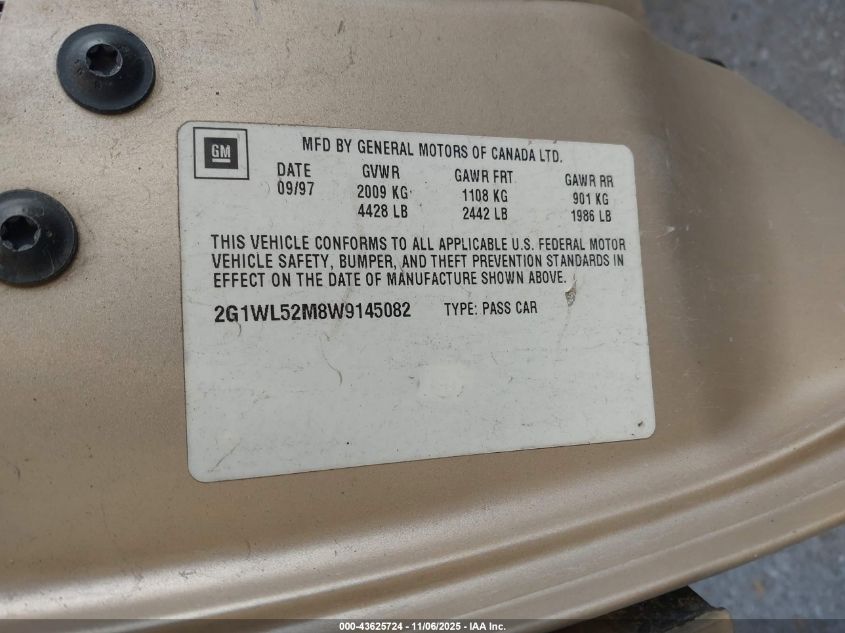 GM
MFD BY GENERAL MOTORS OF CANADA LTD.
DATE GVWR GAWR FRT GAWR RR
09/97 2009 KG 1108 KG 901 KG
4428 LB 2442 LB 1986 LB
THIS VEHICLE CONFORMS TO ALL APPLICABLE U.S. FEDERAL MOTOR
VEHICLE SAFETY, BUMPER, AND THEFT PREVENTION STANDARDS IN
EFFECT ON THE DATE OF MANUFACTURE SHOWN ABOVE.
2G1WL52M8W9145082 TYPE: PASS CAR
000-43625724 - 11/06/2025 - IAA Inc.